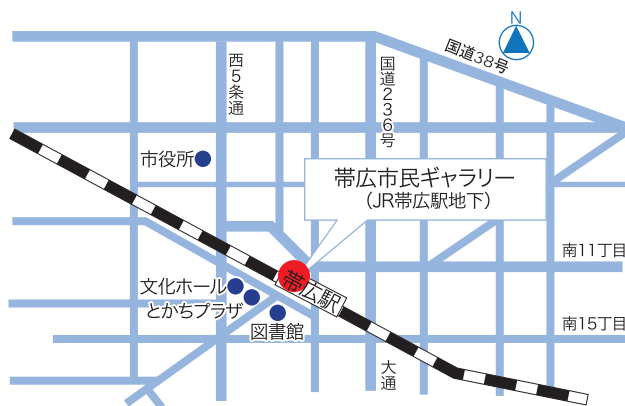 N
国道38号
西5条通
国道236号
市役所
帯広市民ギャラリー
(JR帯広駅地下)
南11丁目
帯広駅
文化ホール
とかちプラザ
図書館
南15丁目
大通